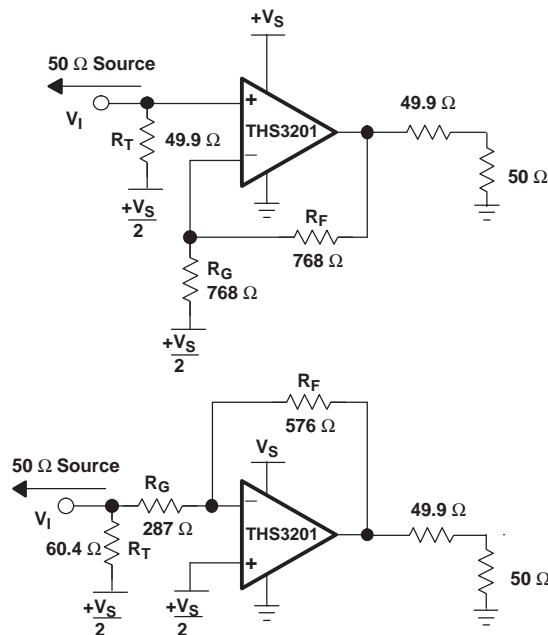 +VS
50 Ω Source
VI
RT
49.9 Ω
+VS
2
+
THS3201
−
49.9 Ω
50 Ω
RF
768 Ω
RG
768 Ω
+VS
2
RF
576 Ω
VS
50 Ω Source
RG
287 Ω
VI
60.4 Ω
RT
+VS
2
−
THS3201
+
+VS
2
49.9 Ω
50 Ω